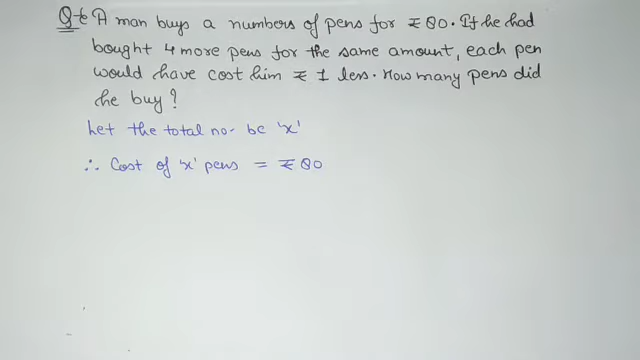 Q:- A man buys a numbers of pens for ₹ 80. If he had
bought 4 more pens for the same amount, each pen
would have cost him ₹ 1 less. How many pens did
he buy?
Let the total no- be 'x'
∴ Cost of 'x' pens = ₹ 80